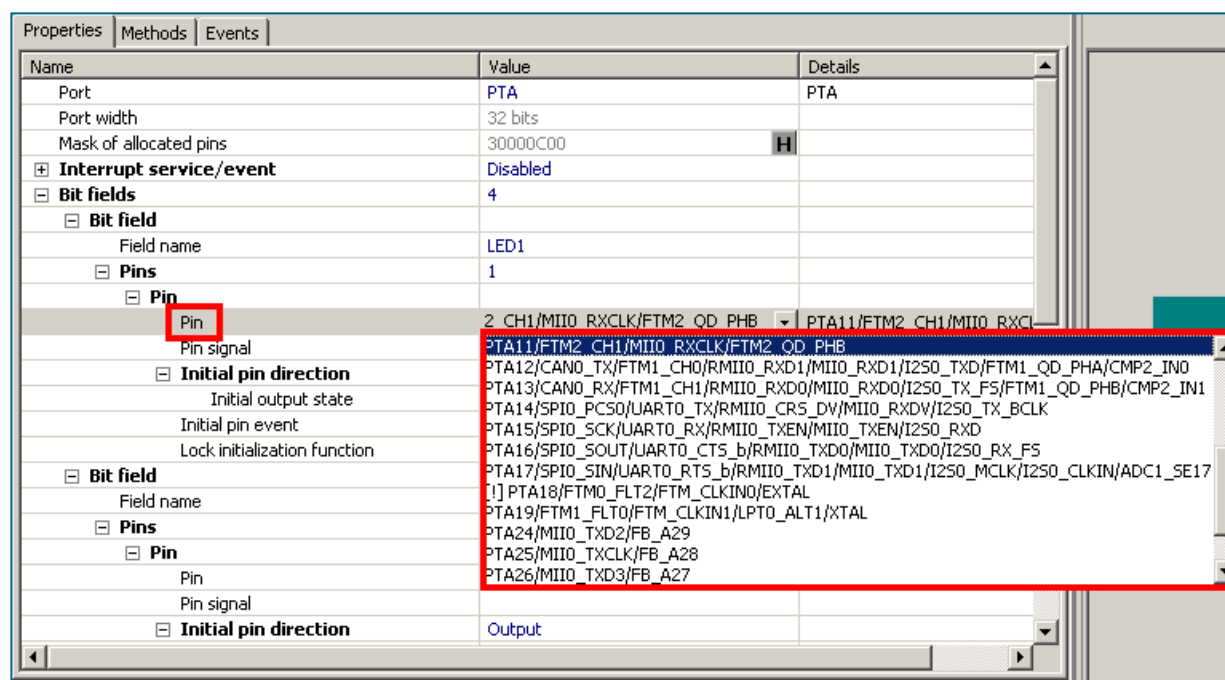 Properties Methods Events
Name Value Details
Port PTA PTA
Port width 32 bits
Mask of allocated pins 30000C00 H
Interrupt service/event Disabled
Bit fields 4
Bit field
Field name LED1
Pins 1
Pin
Pin 2_CH1/MII0_RXCLK/FTM2_QD_PHB PTA11/FTM2_CH1/MII0_RXCL
Pin signal PTA11/FTM2_CH1/MII0_RXCLK/FTM2_QD_PHB
PTA12/CAN0_TX/FTM1_CH0/RMII0_RXD1/MII0_RXD1/I2S0_TXD/FTM1_QD_PHA/CMP2_IN0
Initial pin direction PTA13/CAN0_RX/FTM1_CH1/RMII0_RXD0/MII0_RXD0/I2S0_TX_FS/FTM1_QD_PHB/CMP2_IN1
Initial output state PTA14/SPI0_PCS0/UART0_TX/RMII0_CRS_DV/MII0_RXDV/I2S0_TX_BCLK
Initial pin event PTA15/SPI0_SCK/UART0_RX/RMII0_TXEN/MII0_TXEN/I2S0_RXD
Lock initialization function PTA16/SPI0_SOUT/UART0_CTS_b/RMII0_TXD0/MII0_TXD0/I2S0_RX_FS
Bit field PTA17/SPI0_SIN/UART0_RTS_b/RMII0_TXD1/MII0_TXD1/I2S0_MCLK/I2S0_CLKIN/ADC1_SE17
Field name [!] PTA18/FTM0_FLT2/FTM_CLKIN0/EXTAL
PTA19/FTM1_FLT0/FTM_CLKIN1/LPT0_ALT1/XTAL
Pins PTA24/MII0_TXD2/FB_A29
Pin PTA25/MII0_TXCLK/FB_A28
Pin PTA26/MII0_TXD3/FB_A27
Pin signal
Initial pin direction Output